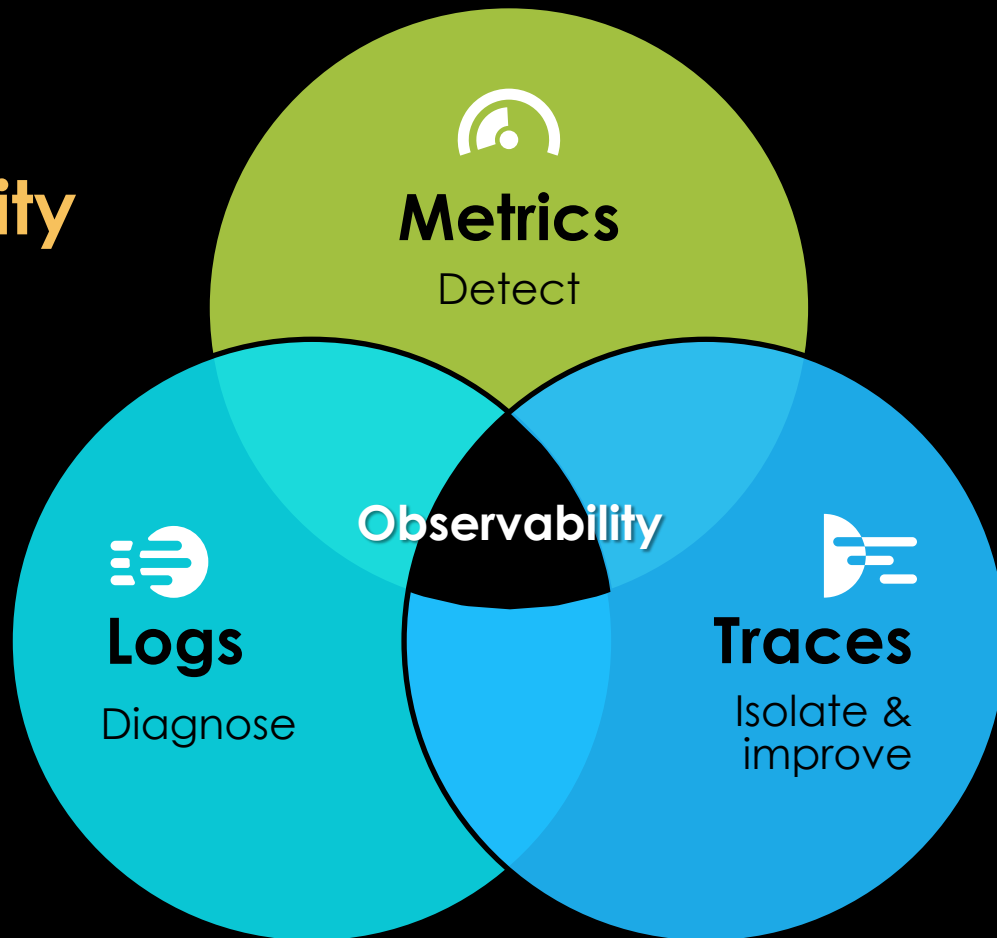 ity
Metrics
Detect
Observability
Logs
Diagnose
Traces
Isolate &
improve